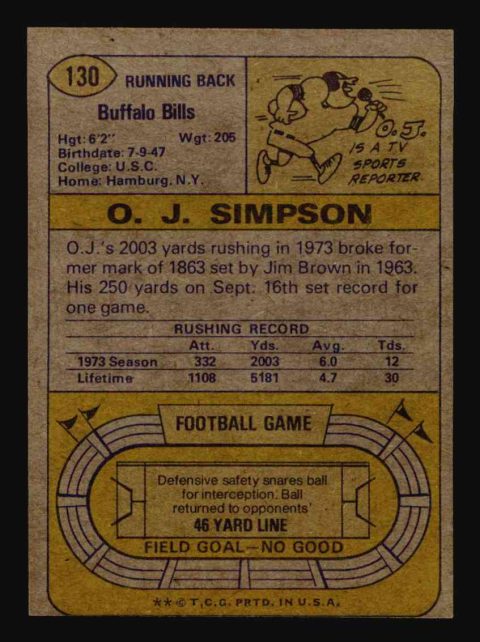 130
RUNNING BACK
Buffalo Bills
Hgt: 6'2" Wgt: 205
Birthdate: 7-9-47
College: U.S.C.
Home: Hamburg, N.Y.
O.J.
IS A TV
SPORTS
REPORTER.
O. J. SIMPSON
O.J.'s 2003 yards rushing in 1973 broke for-
mer mark of 1863 set by Jim Brown in 1963.
His 250 yards on Sept. 16th set record for
one game.
RUSHING RECORD
Att. Yds. Avg. Tds.
1973 Season 332 2003 6.0 12
Lifetime 1108 5181 4.7 30
FOOTBALL GAME
Defensive safety snares ball
for interception. Ball
returned to opponents'
46 YARD LINE
FIELD GOAL—NO GOOD
** © T.C.G. PRTD. IN U.S.A.